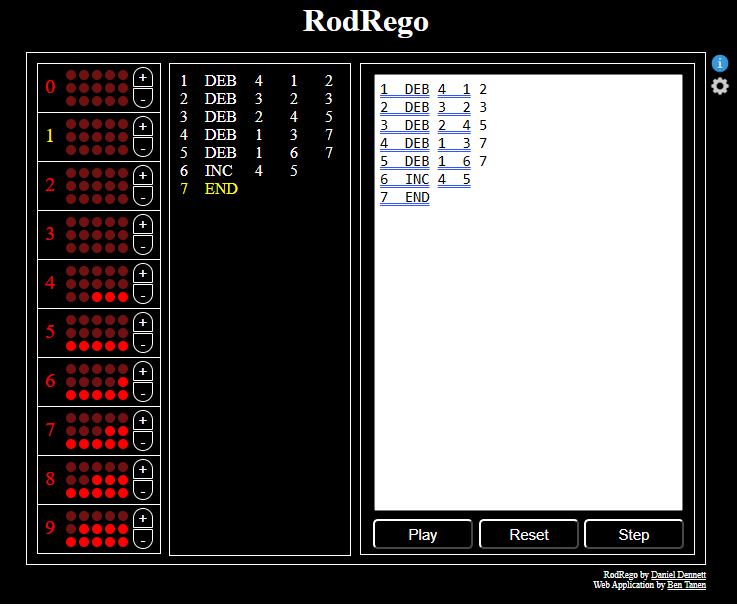 RodRego
0 + -
1 + -
2 + -
3 + -
4 + -
5 + -
6 + -
7 + -
8 + -
9 + -
1 DEB 4 1 2
2 DEB 3 2 3
3 DEB 2 4 5
4 DEB 1 3 7
5 DEB 1 6 7
6 INC 4 5
7 END
1 DEB 4 1 2
2 DEB 3 2 3
3 DEB 2 4 5
4 DEB 1 3 7
5 DEB 1 6 7
6 INC 4 5
7 END
i
Play Reset Step
RodRego by Daniel Dennett
Web Application by Ben Tanen